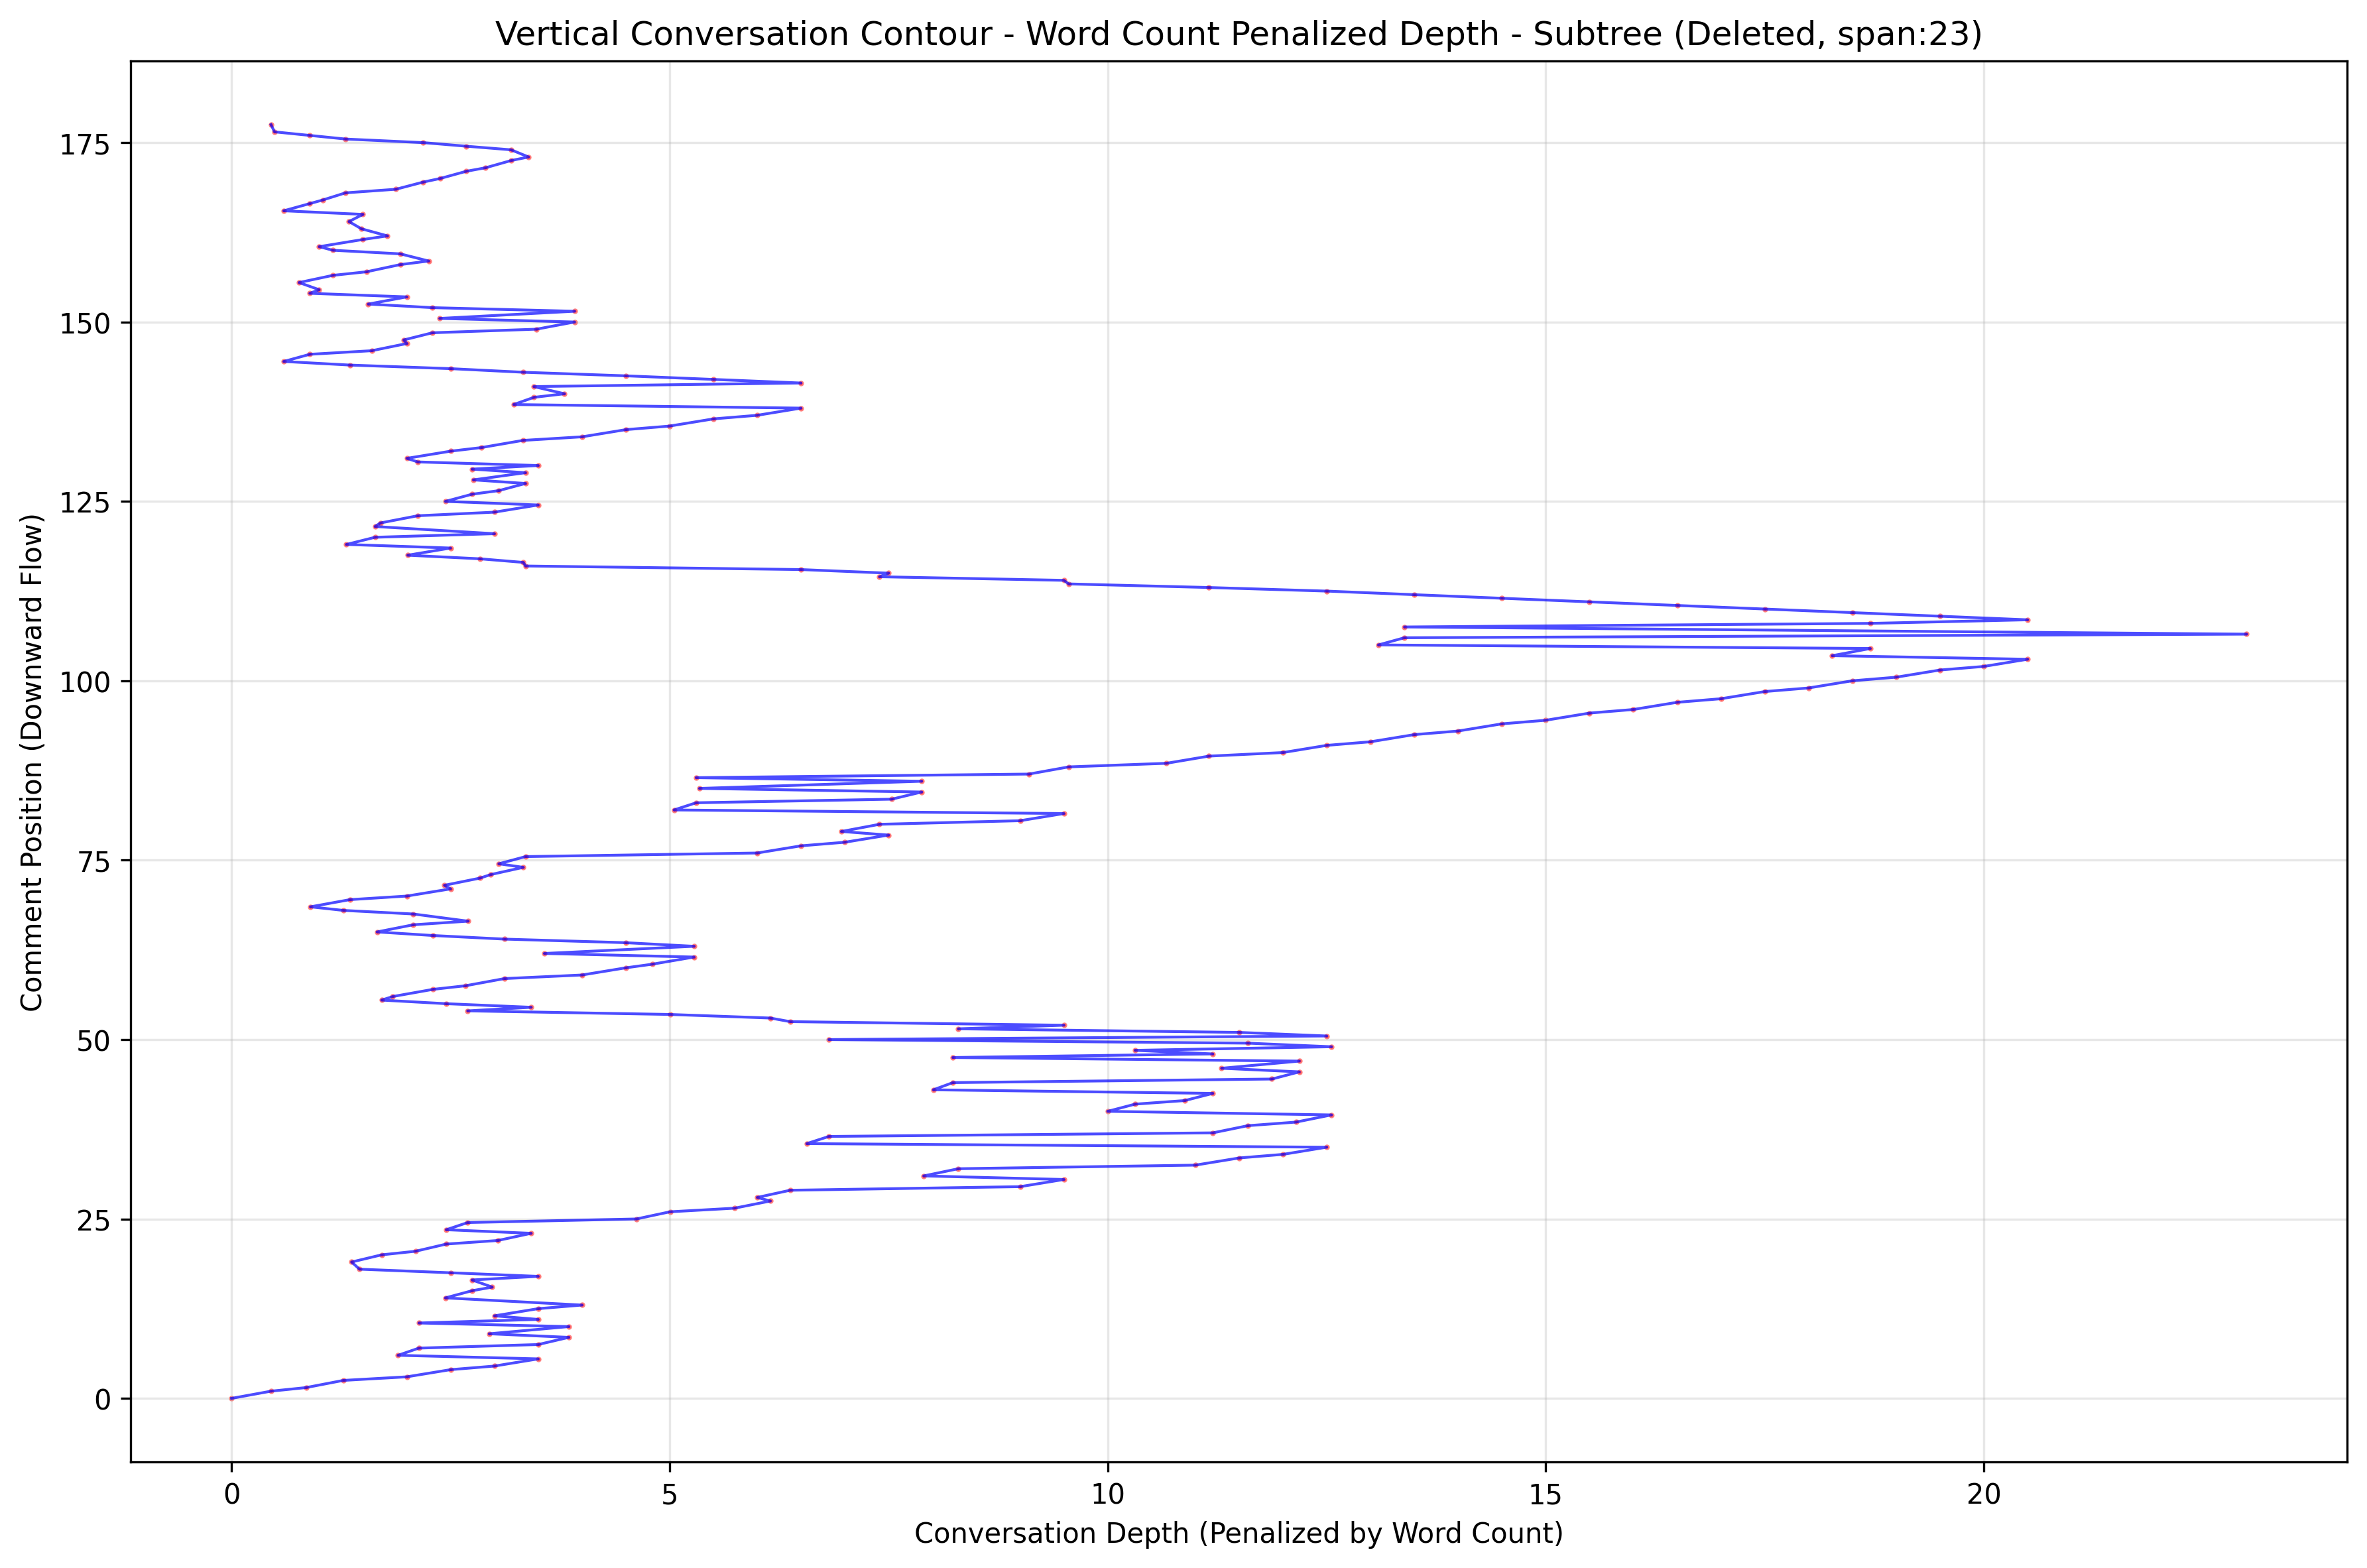 Vertical Conversation Contour - Word Count Penalized Depth - Subtree (Deleted, span:23)
Comment Position (Downward Flow)
175
150
125
100
75
50
25
0
0 5 10 15 20
Conversation Depth (Penalized by Word Count)